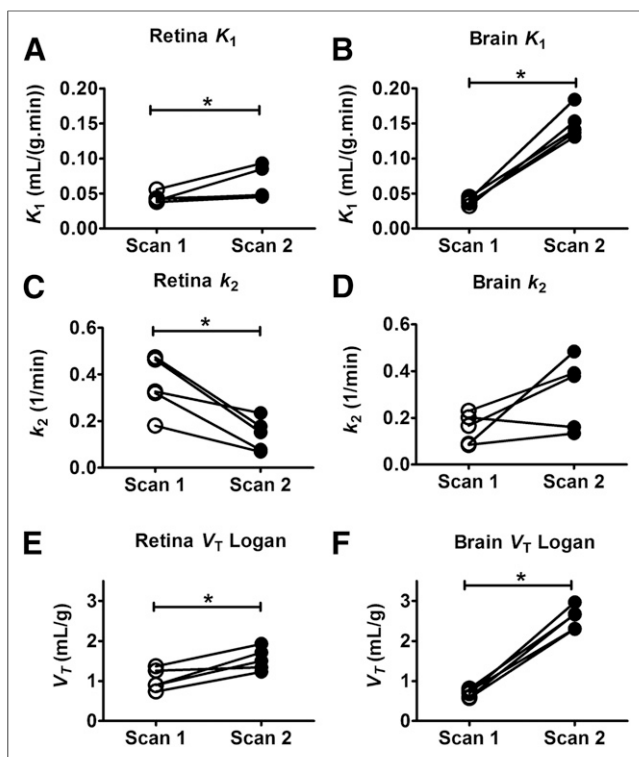 A
Retina K₁
K₁ (mL/(g.min))
0.20
0.15
0.10
0.05
0.00
*
Scan 1 Scan 2
B
Brain K₁
K₁ (mL/(g.min))
0.20
0.15
0.10
0.05
0.00
*
Scan 1 Scan 2
C
Retina k₂
k₂ (1/min)
0.6
0.4
0.2
0.0
*
Scan 1 Scan 2
D
Brain k₂
k₂ (1/min)
0.6
0.4
0.2
0.0
Scan 1 Scan 2
E
Retina V_T Logan
V_T (mL/g)
3
2
1
0
*
Scan 1 Scan 2
F
Brain V_T Logan
V_T (mL/g)
3
2
1
0
*
Scan 1 Scan 2